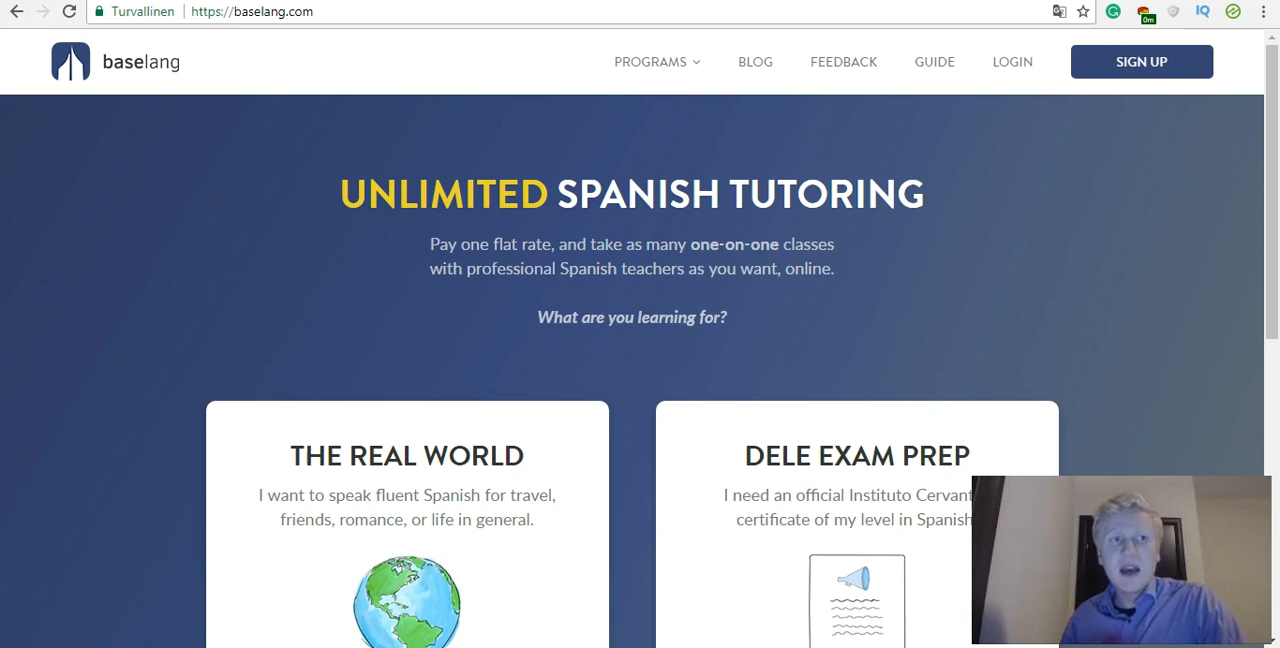 Turvallinen https://baselang.com
0m
IQ
baselang
PROGRAMS BLOG FEEDBACK GUIDE LOGIN SIGN UP
UNLIMITED SPANISH TUTORING
Pay one flat rate, and take as many one-on-one classes
with professional Spanish teachers as you want, online.
What are you learning for?
THE REAL WORLD
I want to speak fluent Spanish for travel,
friends, romance, or life in general.
DELE EXAM PREP
I need an official Instituto Cervant
certificate of my level in Spanish